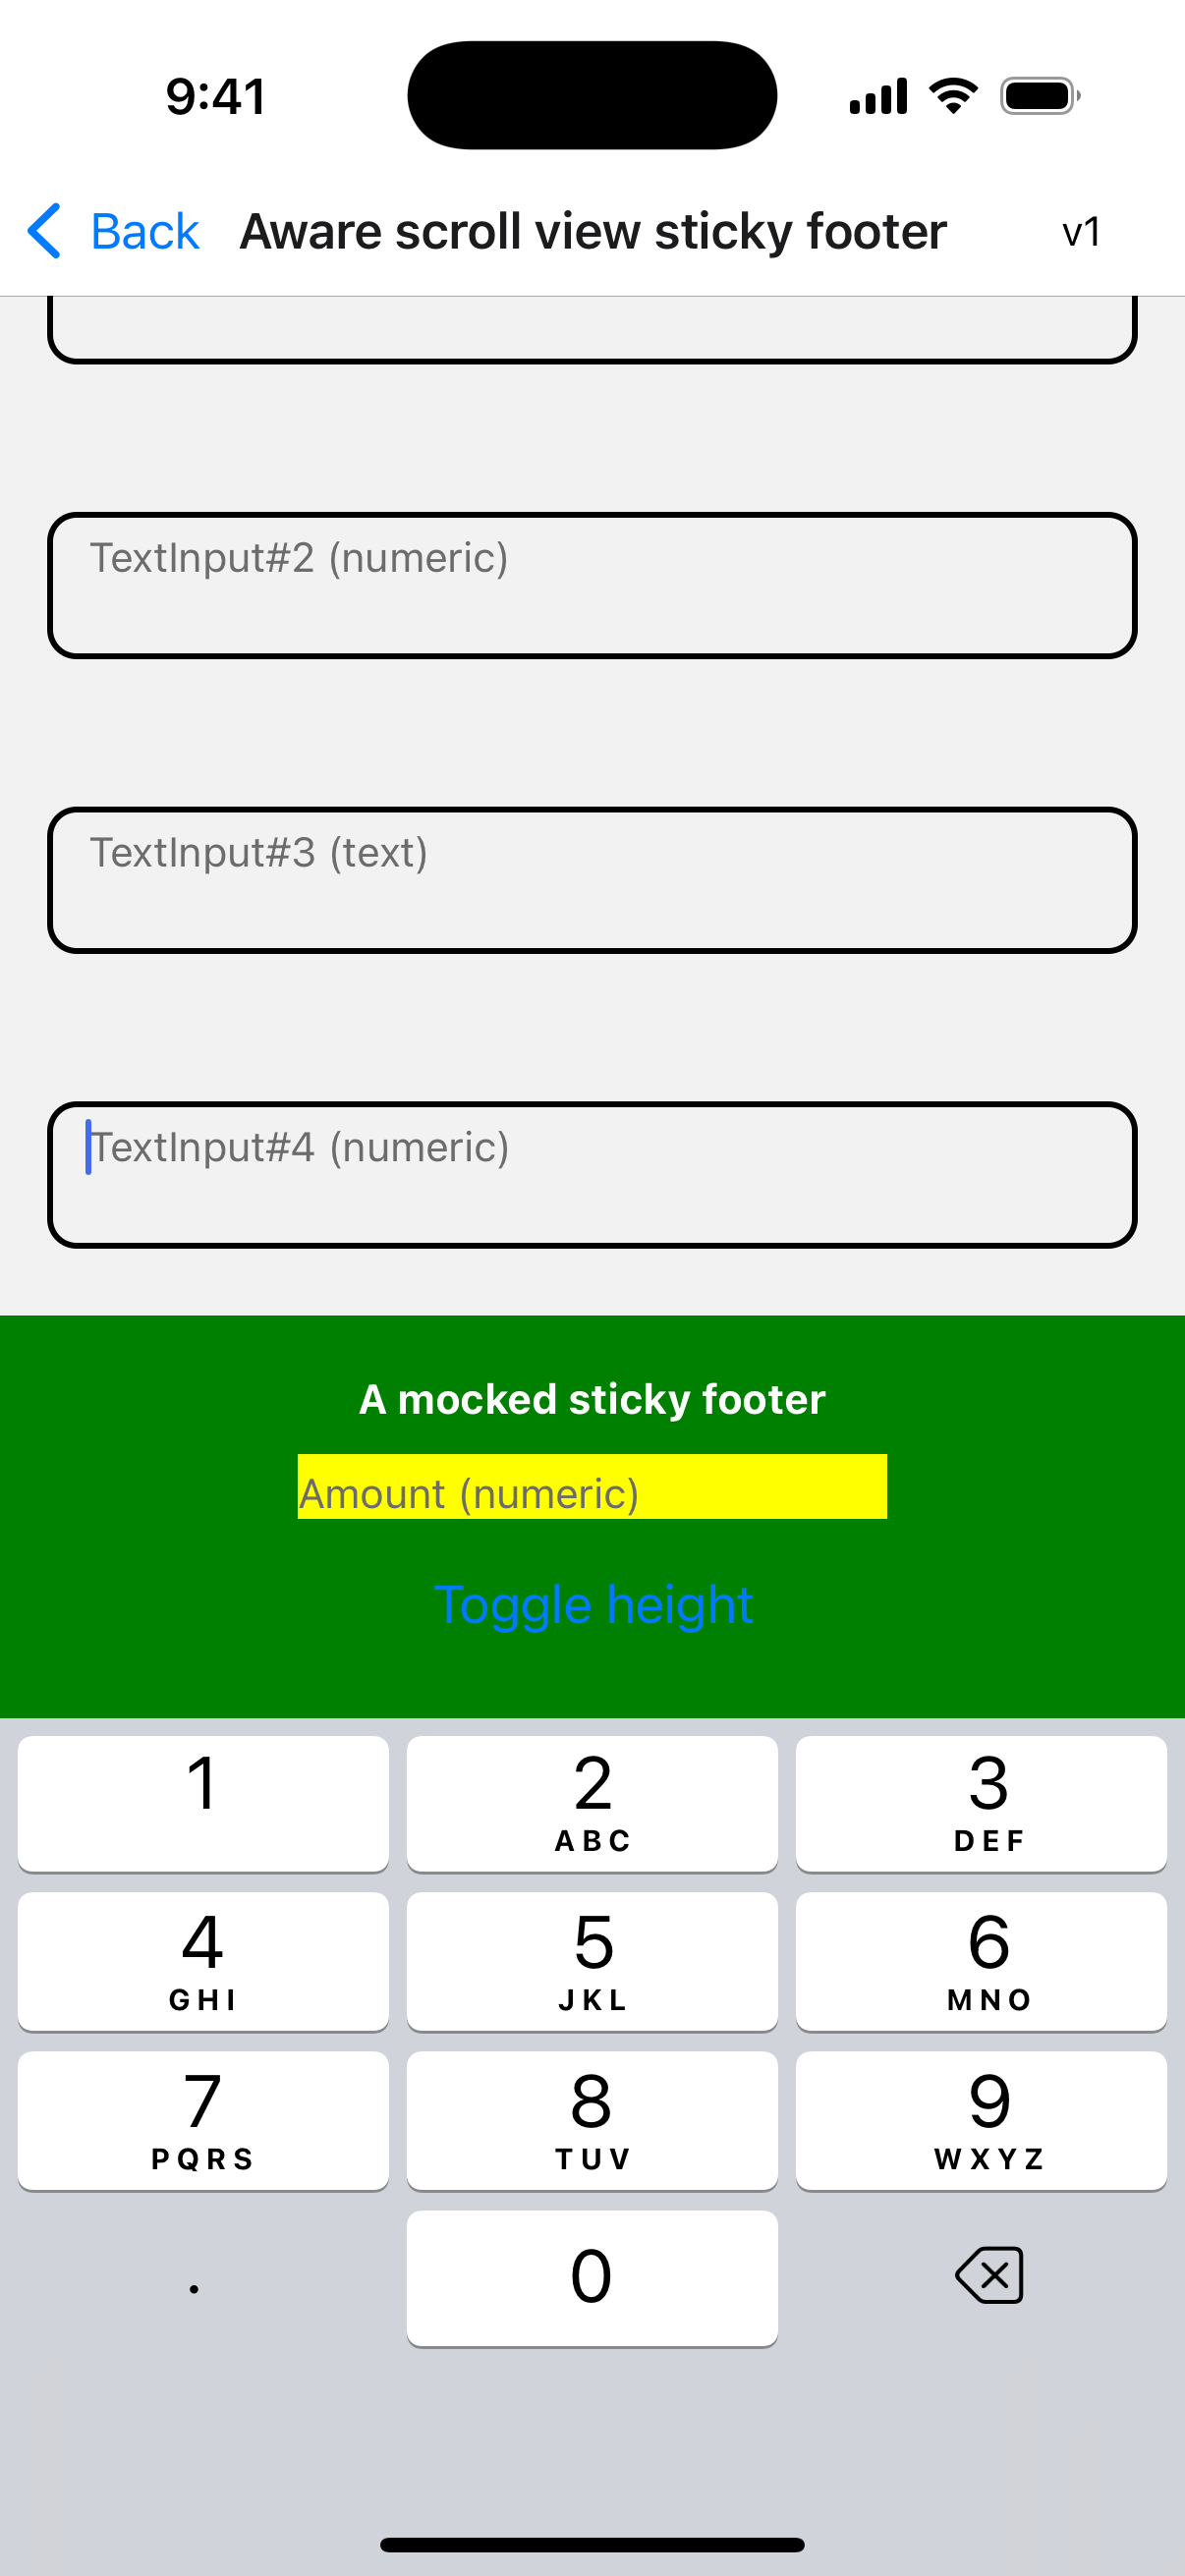 9:41
Back Aware scroll view sticky footer v1
TextInput#2 (numeric)
TextInput#3 (text)
TextInput#4 (numeric)
A mocked sticky footer
Amount (numeric)
Toggle height
1 2 3
ABC DEF
4 5 6
GHI JKL MNO
7 8 9
PQRS TUV WXYZ
. 0